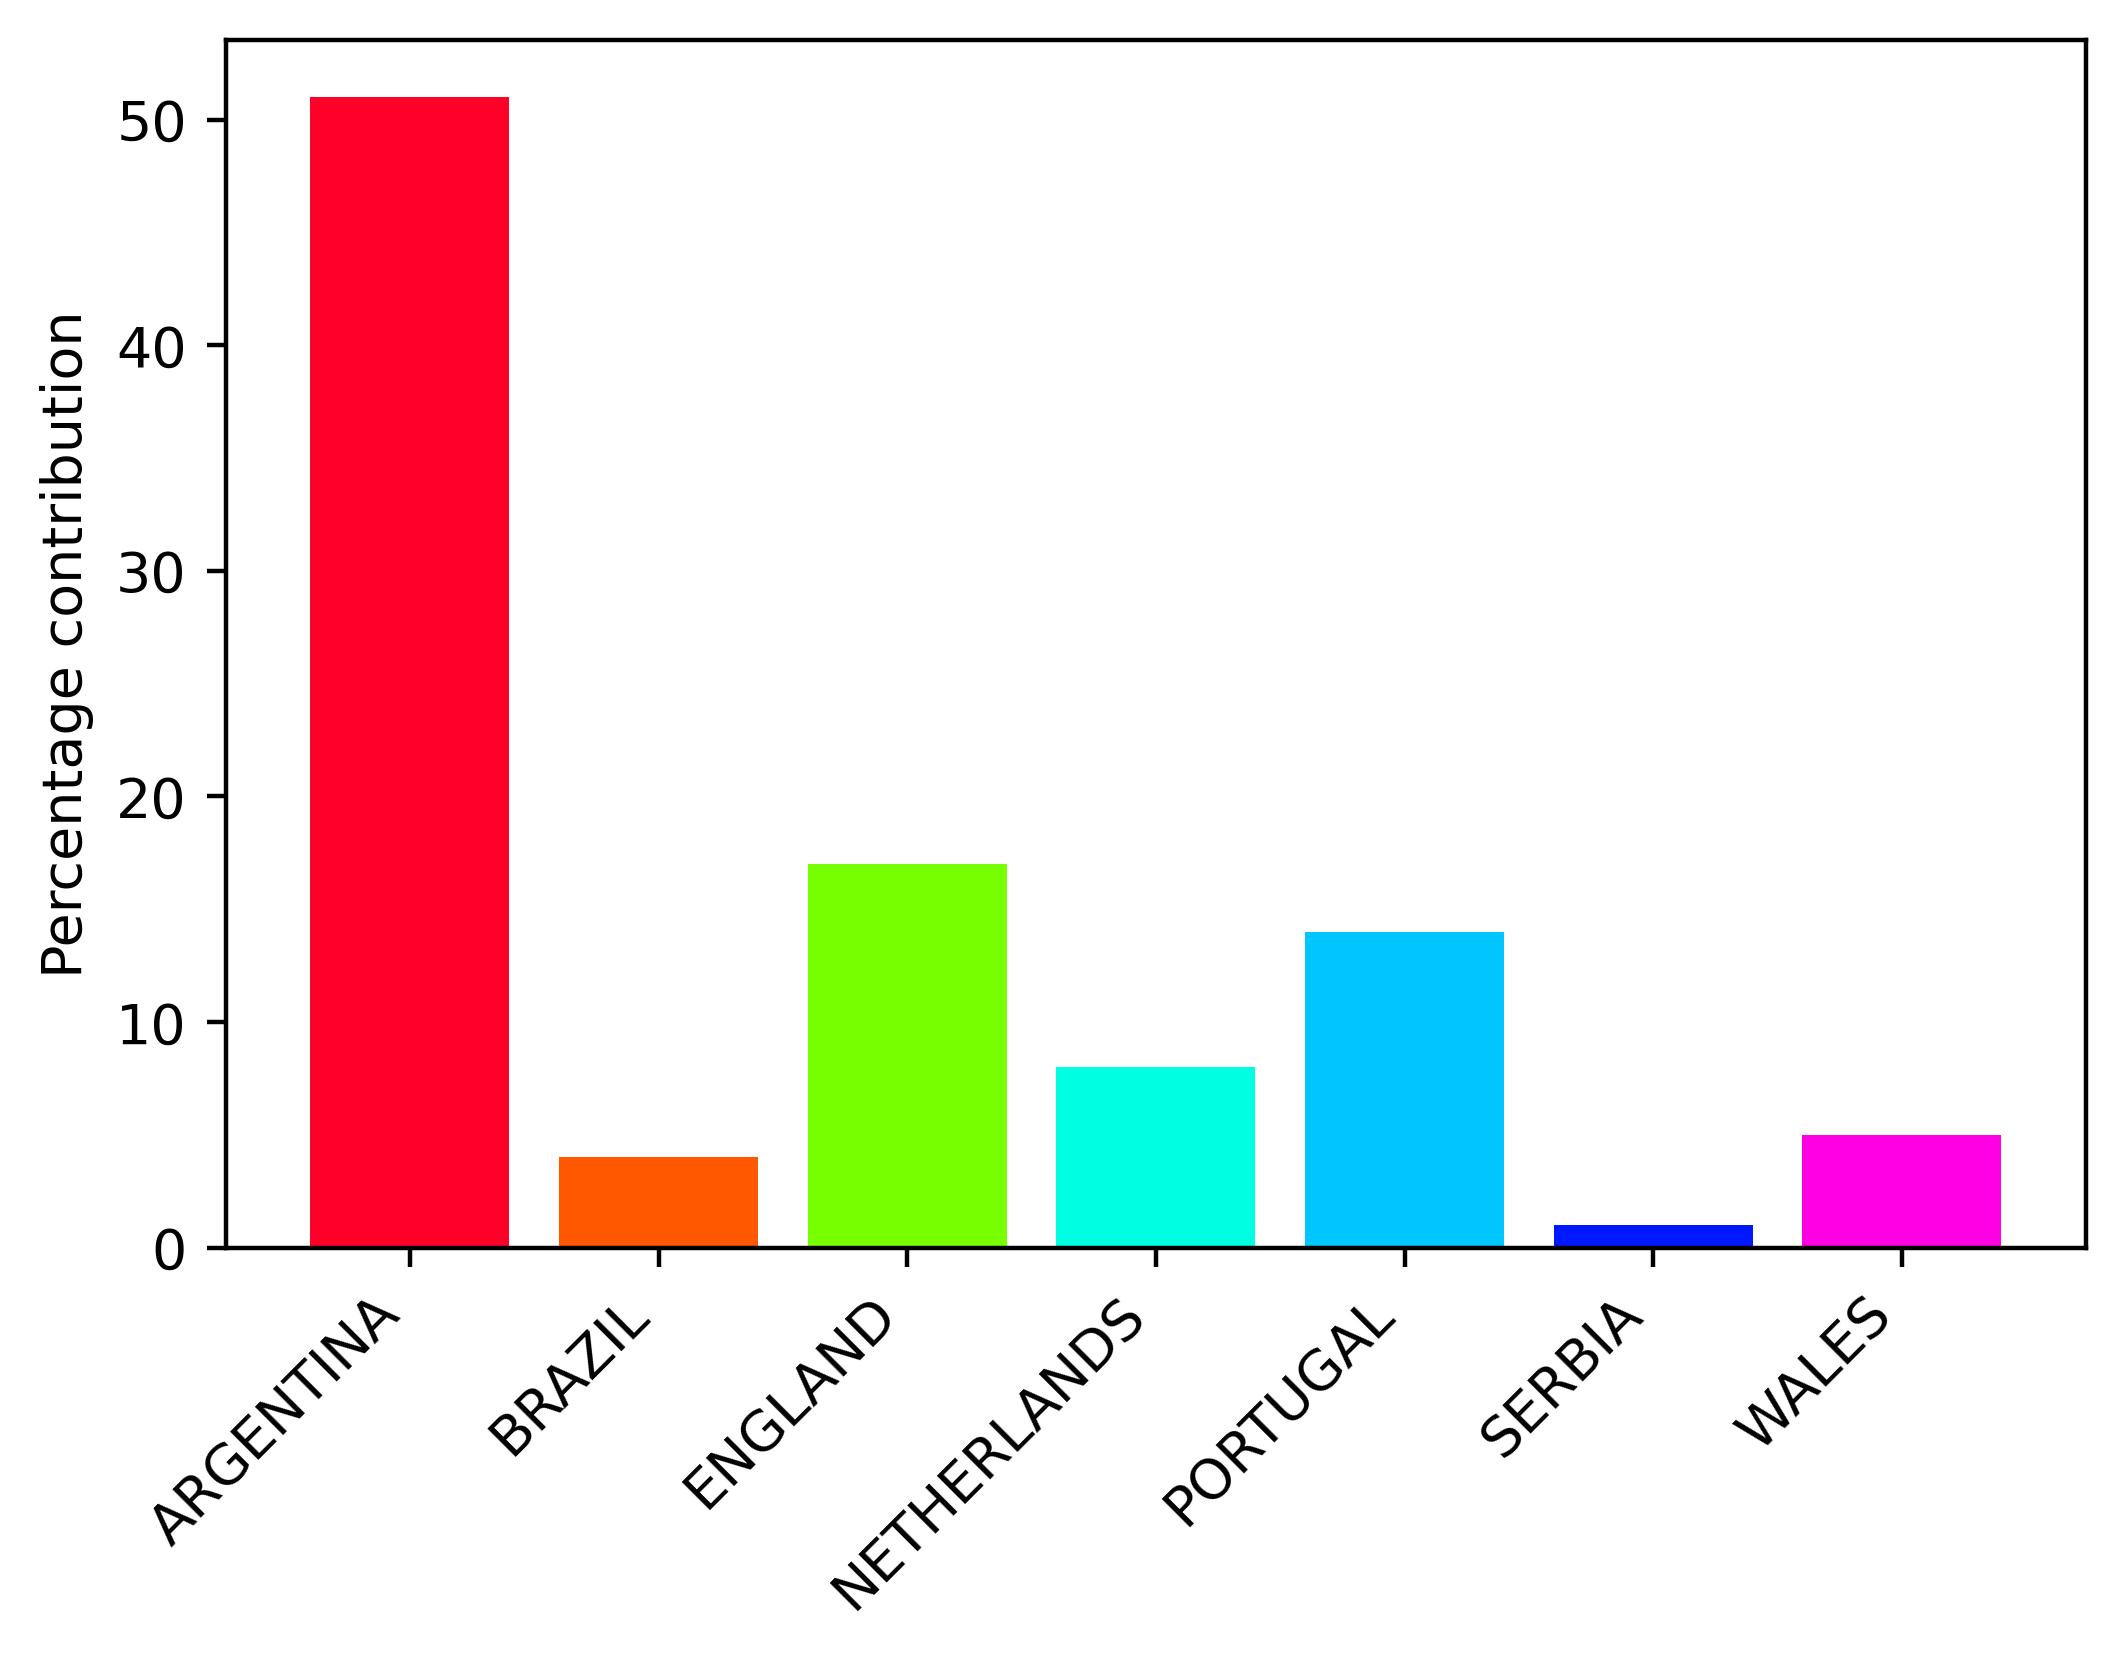 Percentage contribution
50
40
30
20
10
0
ARGENTINA
BRAZIL
ENGLAND
NETHERLANDS
PORTUGAL
SERBIA
WALES